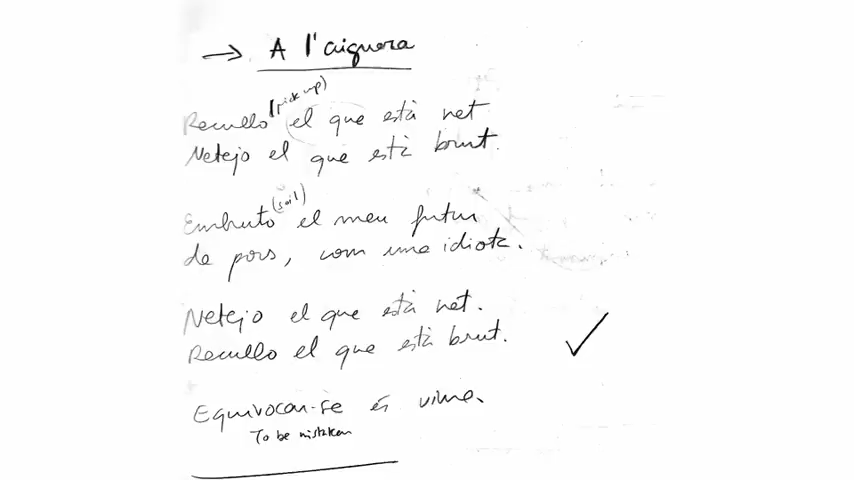 → A l'aiguera
(pick up)
Recullo el que està net
Netejo el que està brut.
(soil)
Embruto el meu futur
de pors, com una idiota.
Netejo el que està net.
Recullo el que està brut.
Equivocar-se és viure.
To be mistaken